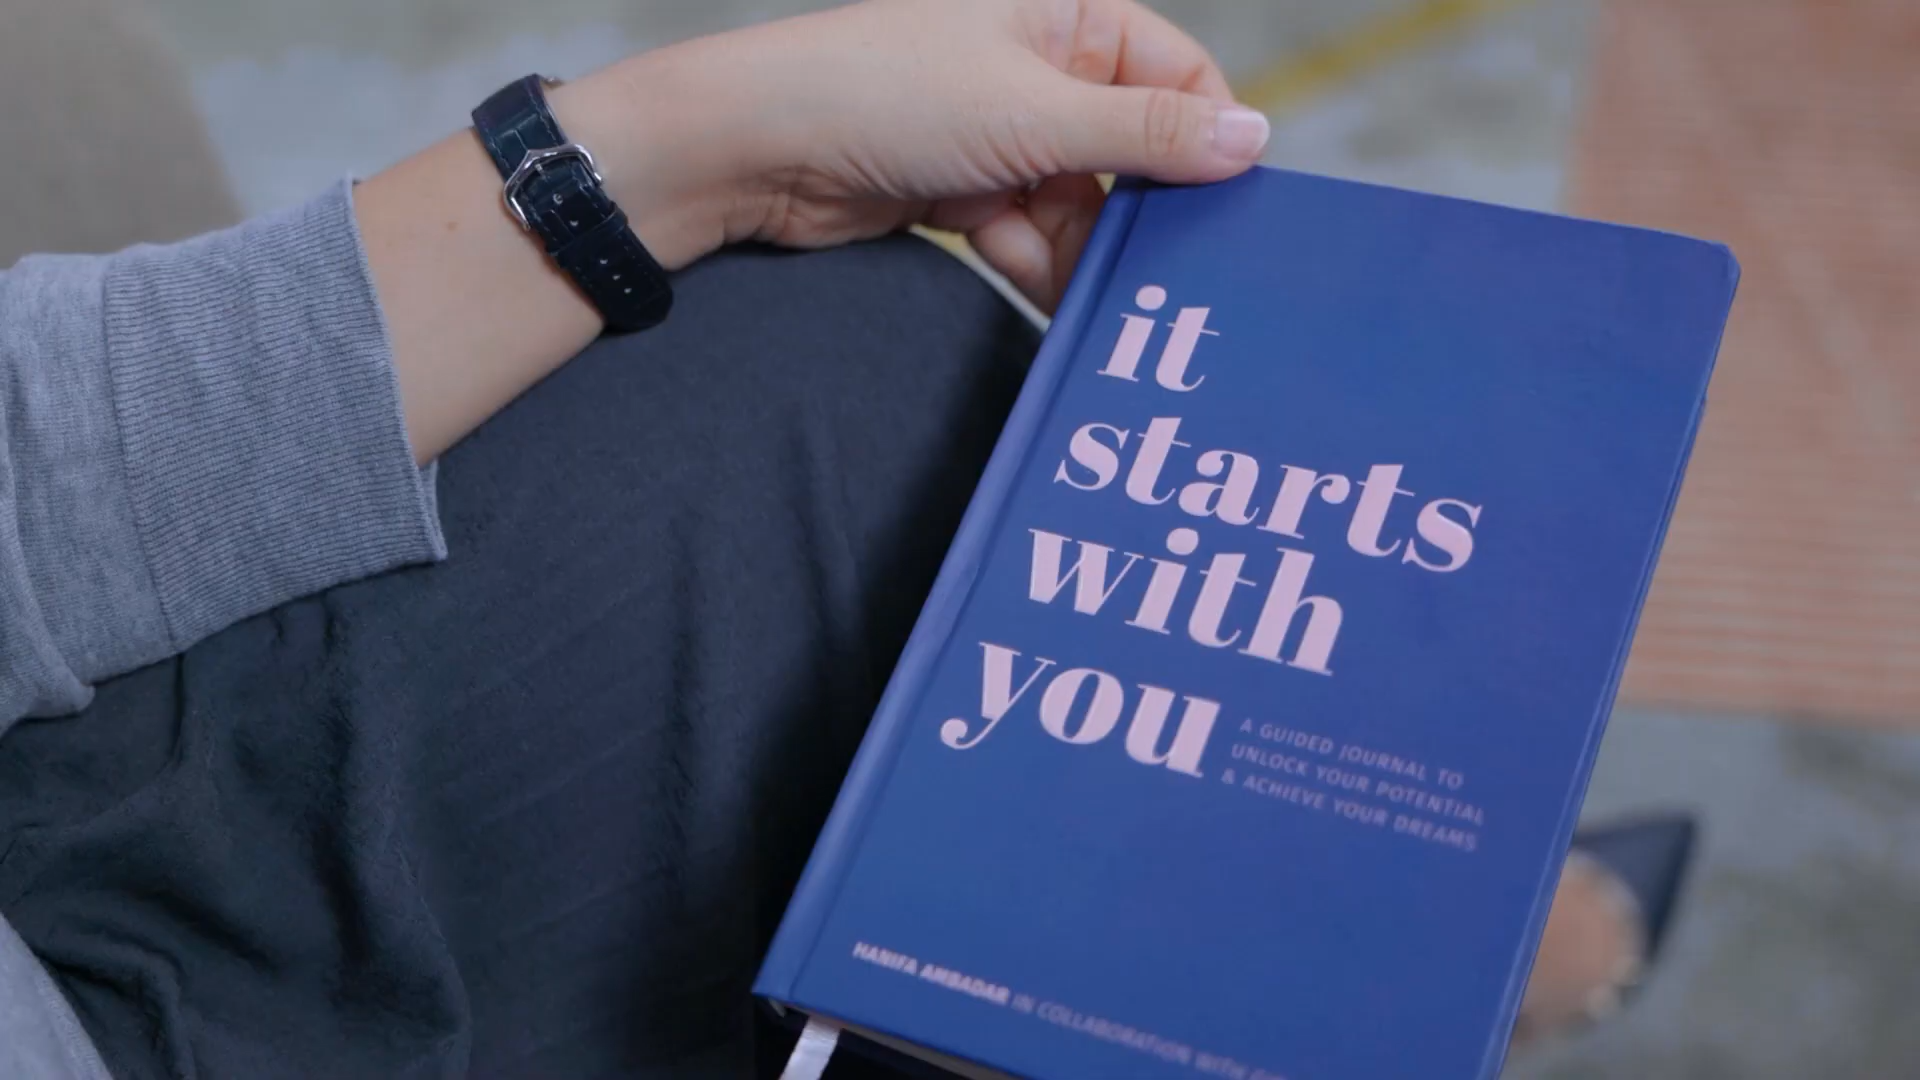 it
starts
with
you
A GUIDED JOURNAL TO
UNLOCK YOUR POTENTIAL
& ACHIEVE YOUR DREAMS
HANIFA AMBADAR IN COLLABORATION WITH